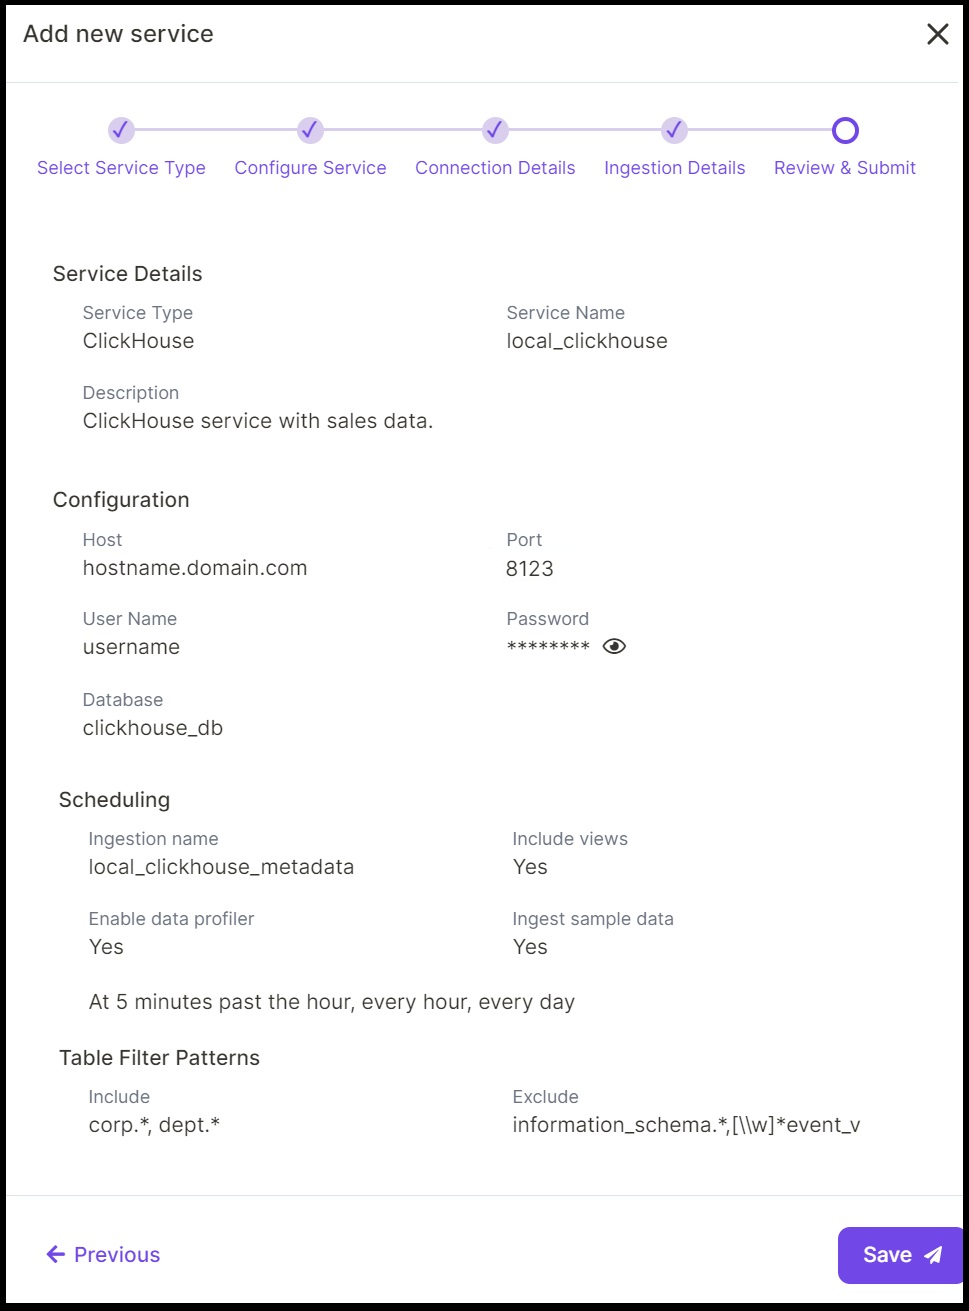 Add new service
Select Service Type Configure Service Connection Details Ingestion Details Review & Submit
Service Details
Service Type Service Name
ClickHouse local_clickhouse
Description
ClickHouse service with sales data.
Configuration
Host Port
hostname.domain.com 8123
User Name Password
username ********
Database
clickhouse_db
Scheduling
Ingestion name Include views
local_clickhouse_metadata Yes
Enable data profiler Ingest sample data
Yes Yes
At 5 minutes past the hour, every hour, every day
Table Filter Patterns
Include Exclude
corp.*, dept.* information_schema.*,[\\w]*event_v
Previous Save